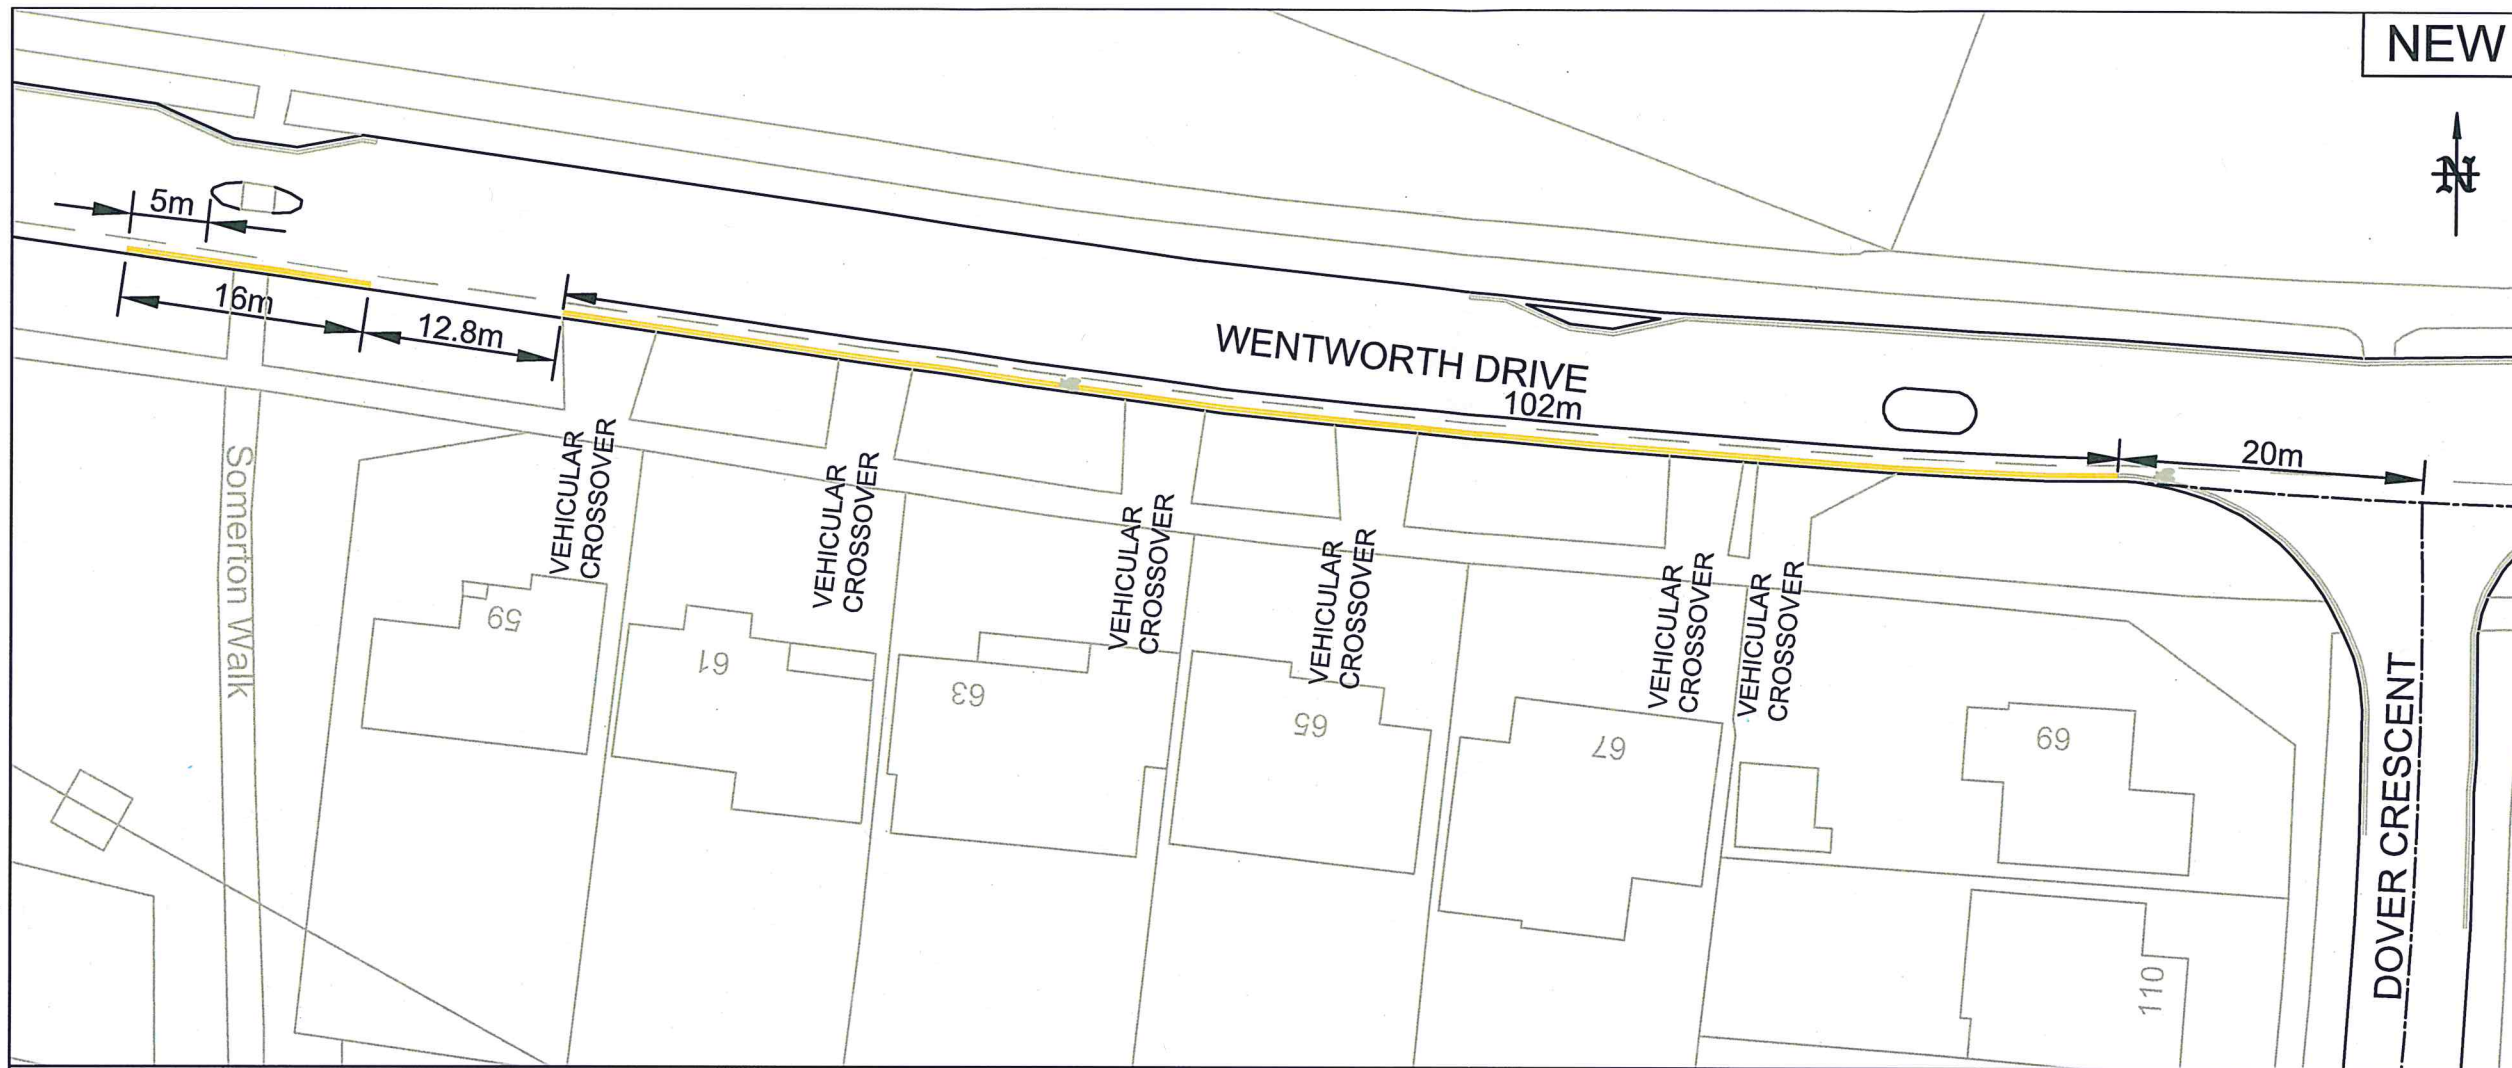 NEW
N
5m
16m
12.8m
WENTWORTH DRIVE
102m
20m
Somerton Walk
VEHICULAR
CROSSOVER
VEHICULAR
CROSSOVER
VEHICULAR
CROSSOVER
VEHICULAR
CROSSOVER
VEHICULAR
CROSSOVER
VEHICULAR
CROSSOVER
59
61
63
65
67
69
110
DOVER CRESCENT